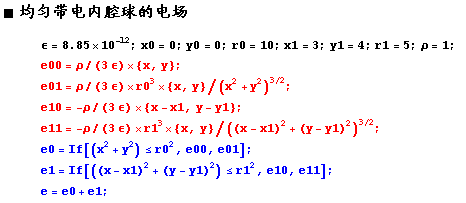 ■ 均匀带电内腔球的电场
ϵ = 8.85×10^-12; x0 = 0; y0 = 0; r0 = 10; x1 = 3; y1 = 4; r1 = 5; ρ = 1;
e00 = ρ/(3 ϵ)×{x, y};
e01 = ρ/(3 ϵ)×r0^3×{x, y}/(x^2 + y^2)^3/2;
e10 = -ρ/(3 ϵ)×{x - x1, y - y1};
e11 = -ρ/(3 ϵ)×r1^3×{x, y}/((x - x1)^2 + (y - y1)^2)^3/2;
e0 = If[(x^2 + y^2) ≤ r0^2, e00, e01];
e1 = If[((x - x1)^2 + (y - y1)^2) ≤ r1^2, e10, e11];
e = e0 + e1;